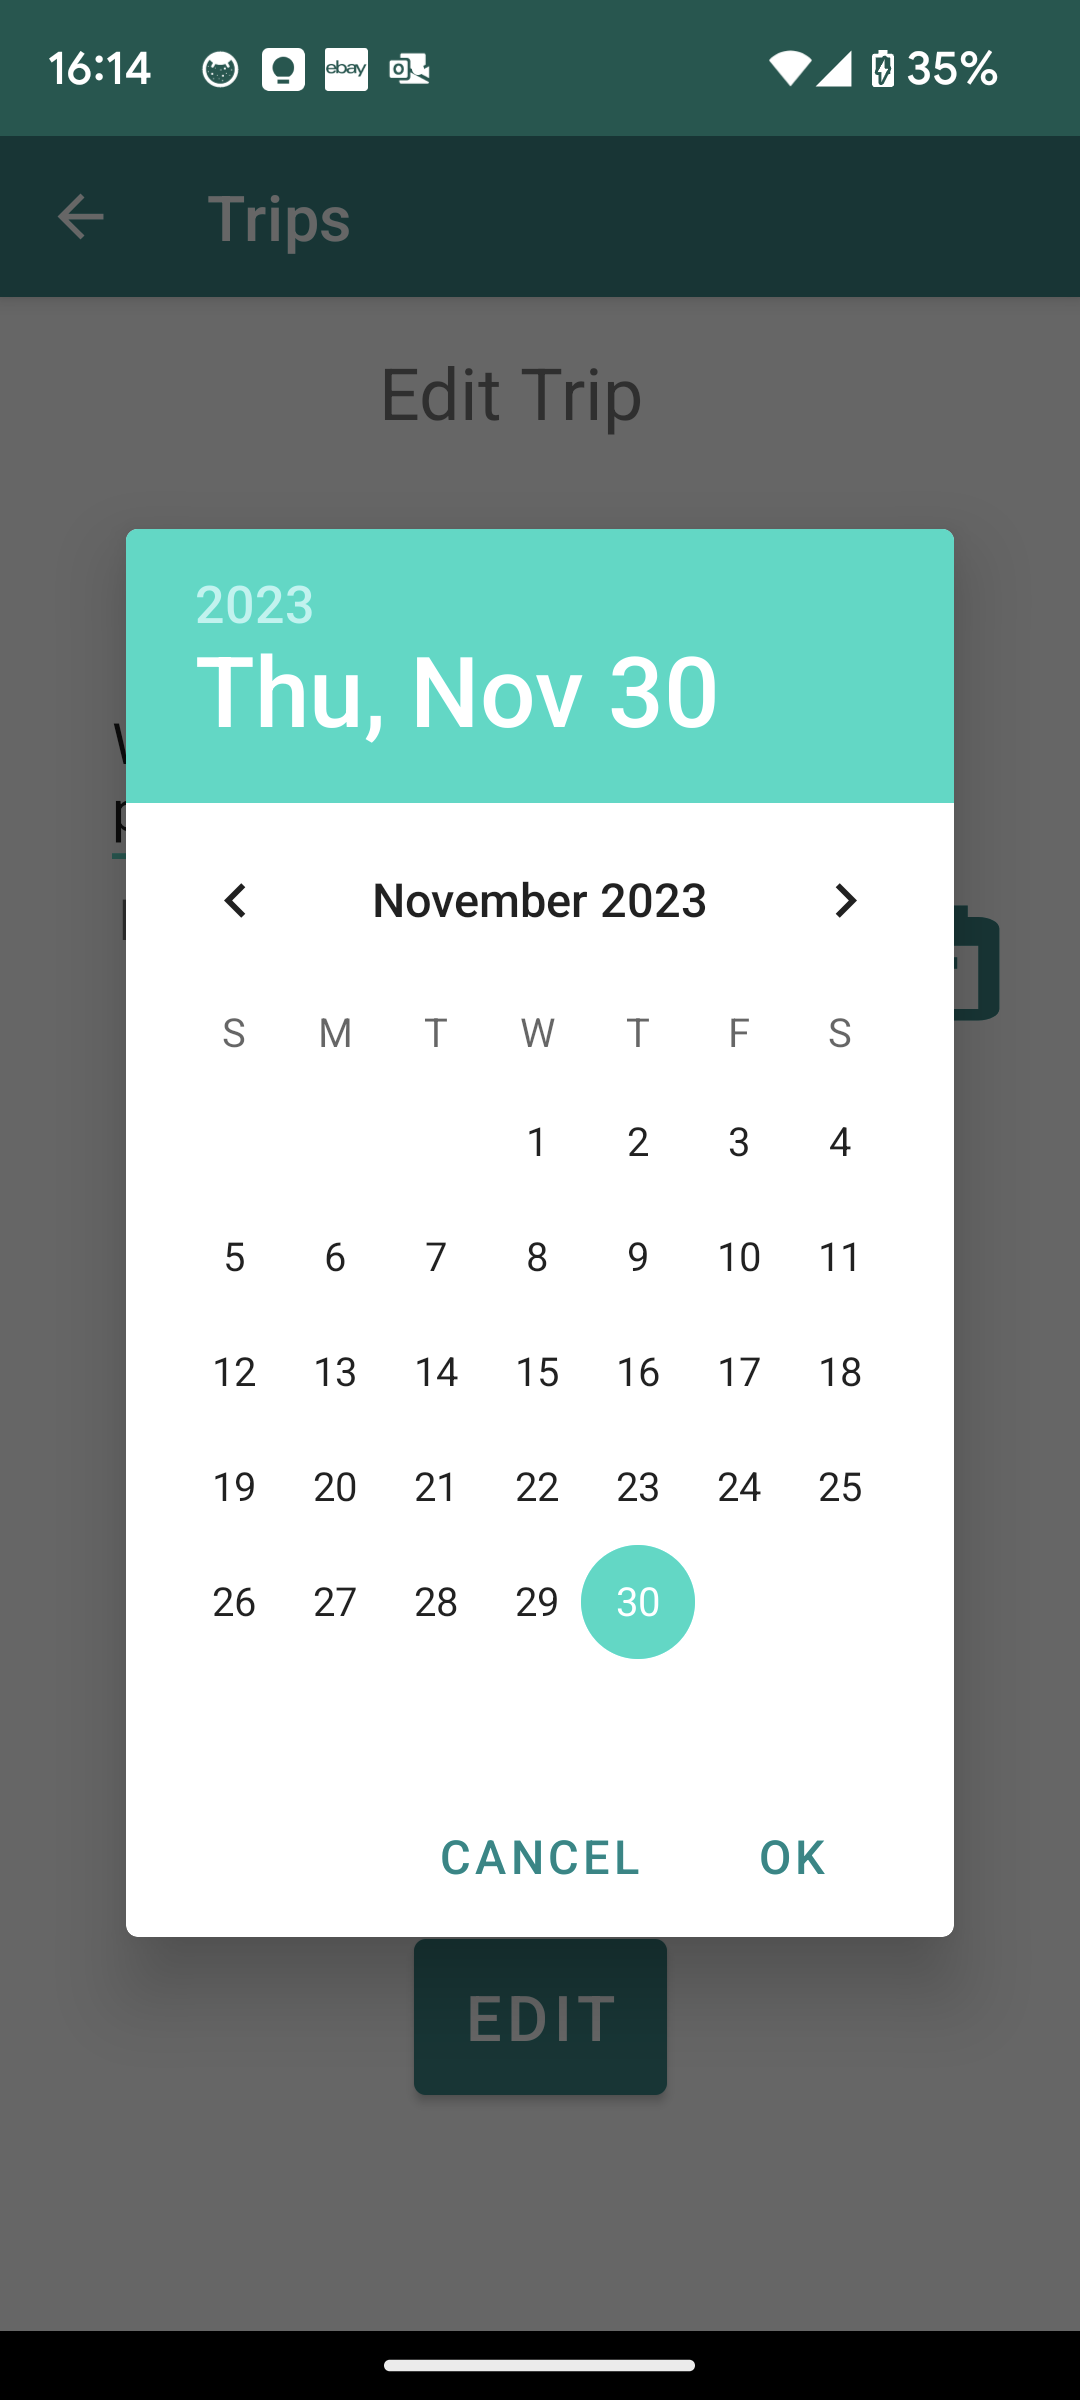 16:14 ebay 35%
Trips
Edit Trip
2023
Thu, Nov 30
November 2023
S M T W T F S
1 2 3 4
5 6 7 8 9 10 11
12 13 14 15 16 17 18
19 20 21 22 23 24 25
26 27 28 29 30
CANCEL OK
EDIT